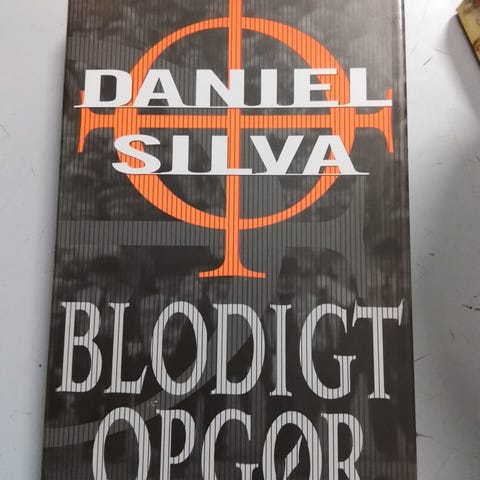 DANIEL
SILVA
BLODIGT
OPGØR